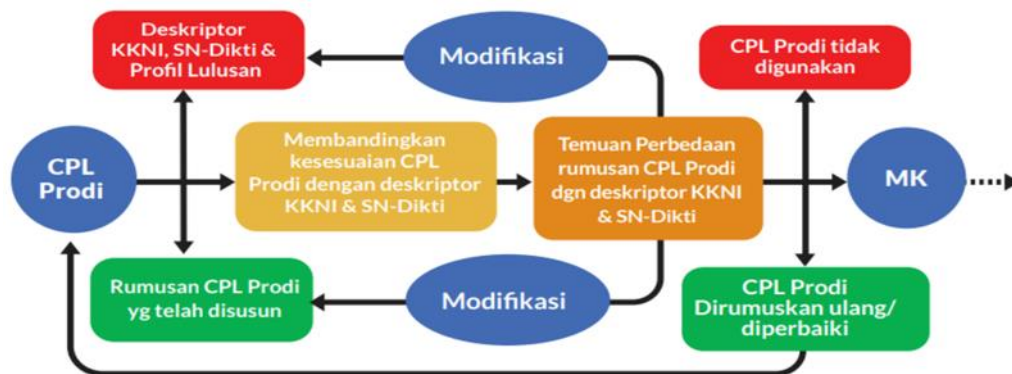 Deskriptor
KKNI, SN-Dikti &
Profil Lulusan
Modifikasi
CPL Prodi tidak
digunakan
CPL
Prodi
Membandingkan
kesesuaian CPL
Prodi dengan deskriptor
KKNI & SN-Dikti
Temuan Perbedaan
rumusan CPL Prodi
dgn deskriptor KKNI
& SN-Dikti
MK
Rumusan CPL Prodi
yg telah disusun
Modifikasi
CPL Prodi
Dirumuskan ulang/
diperbaiki